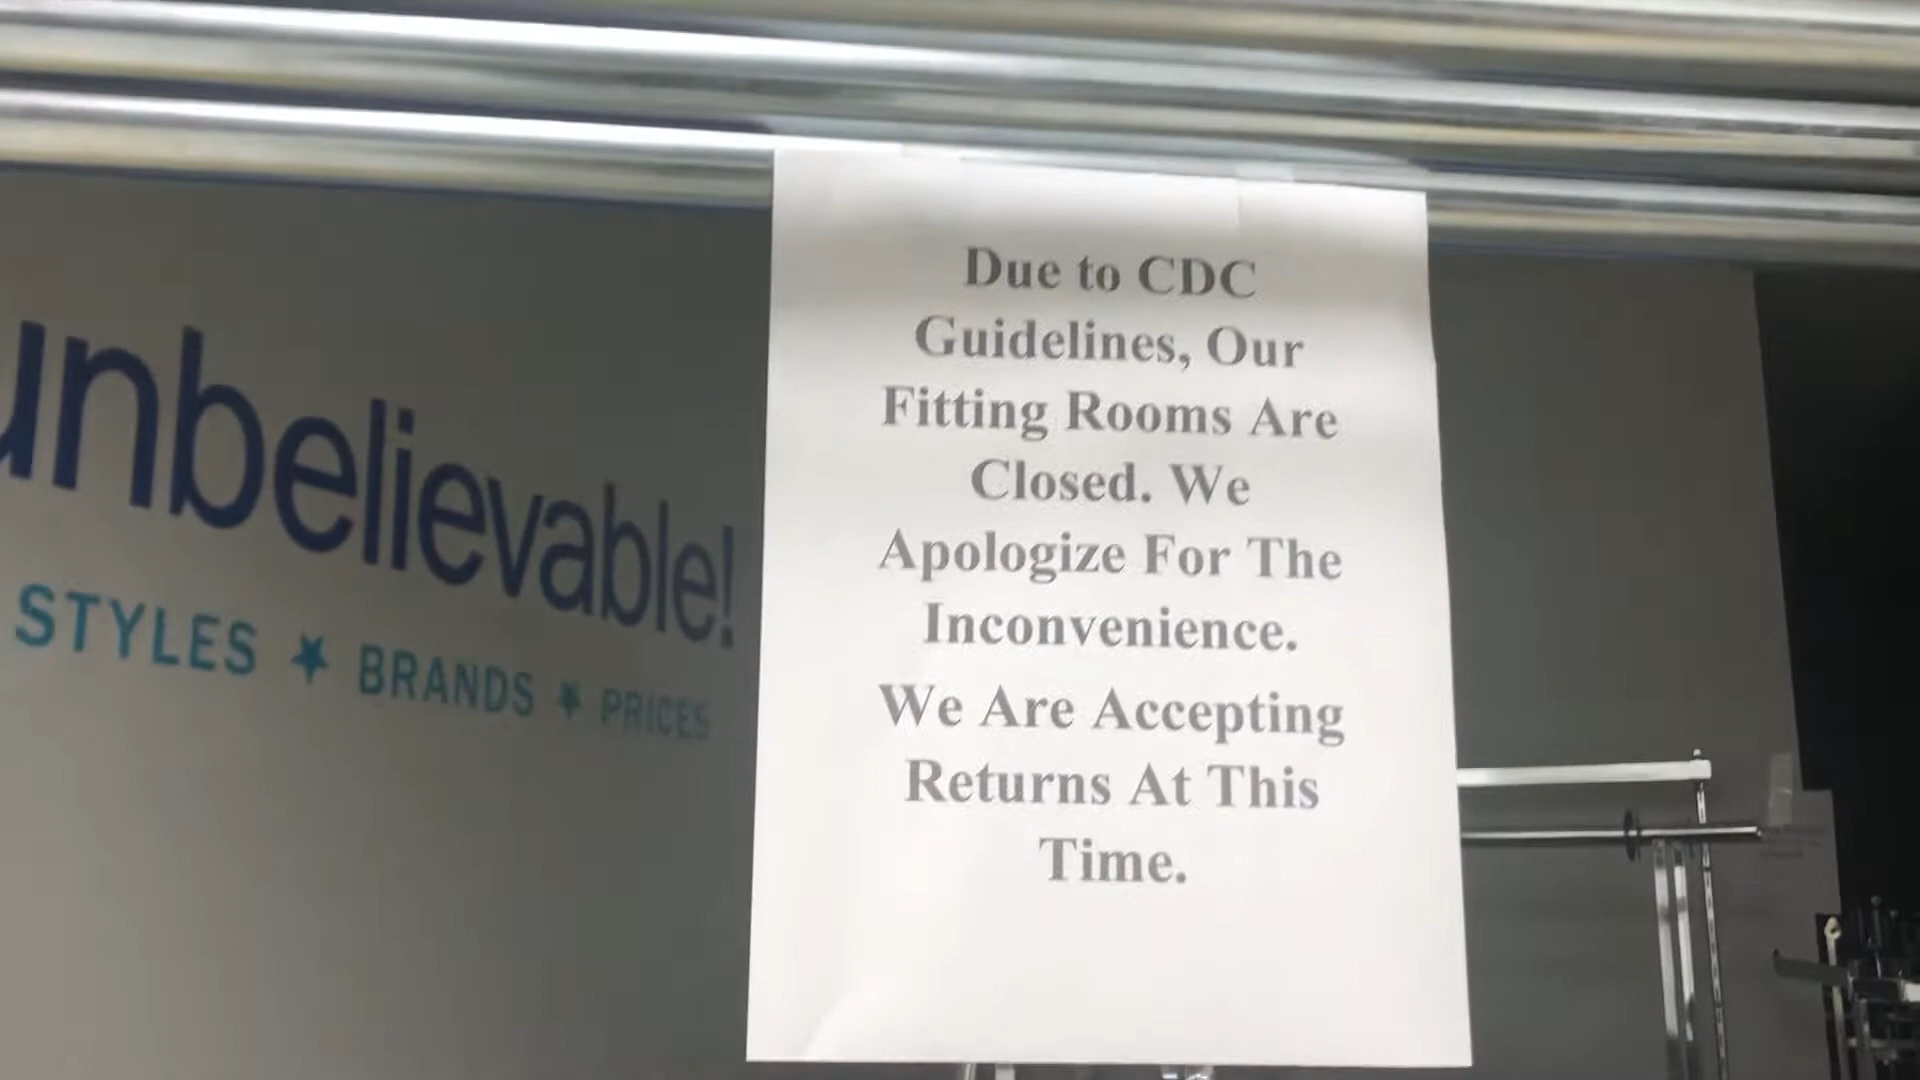 unbelievable!
STYLES ★ BRANDS ★ PRICES
Due to CDC
Guidelines, Our
Fitting Rooms Are
Closed. We
Apologize For The
Inconvenience.
We Are Accepting
Returns At This
Time.